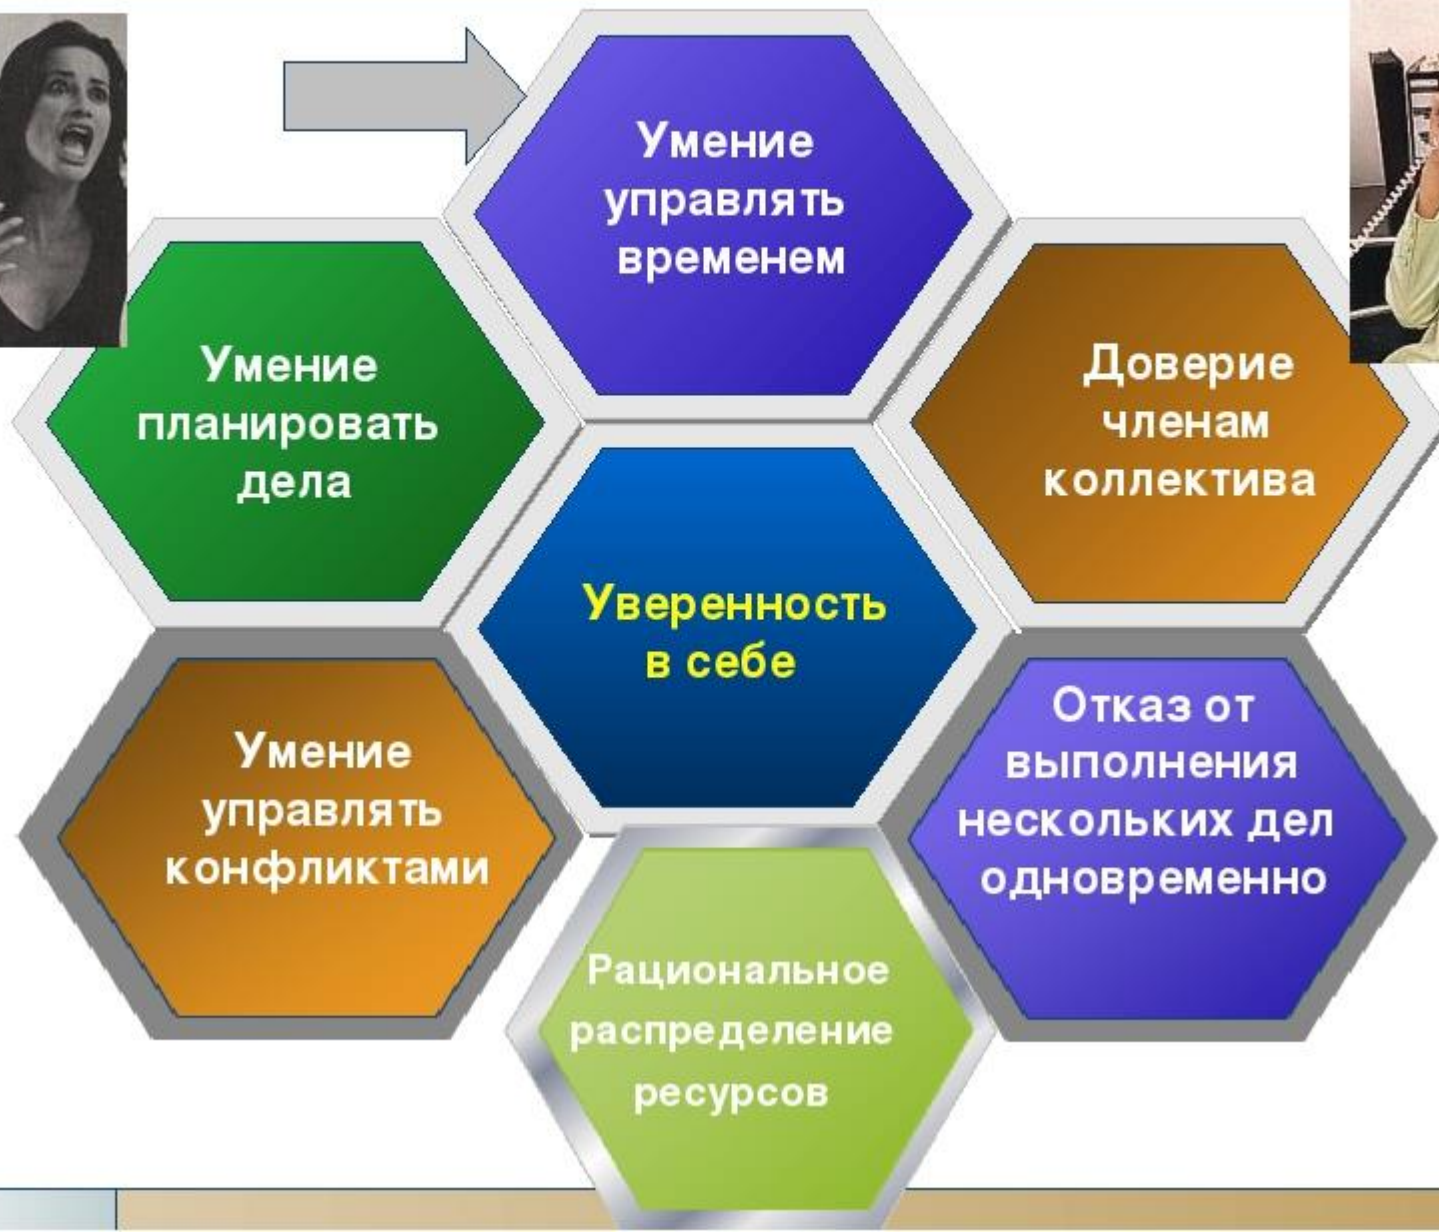 Умение
управлять
временем
Умение
планировать
дела
Доверие
членам
коллектива
Уверенность
в себе
Умение
управлять
конфликтами
Отказ от
выполнения
нескольких дел
одновременно
Рациональное
распределение
ресурсов